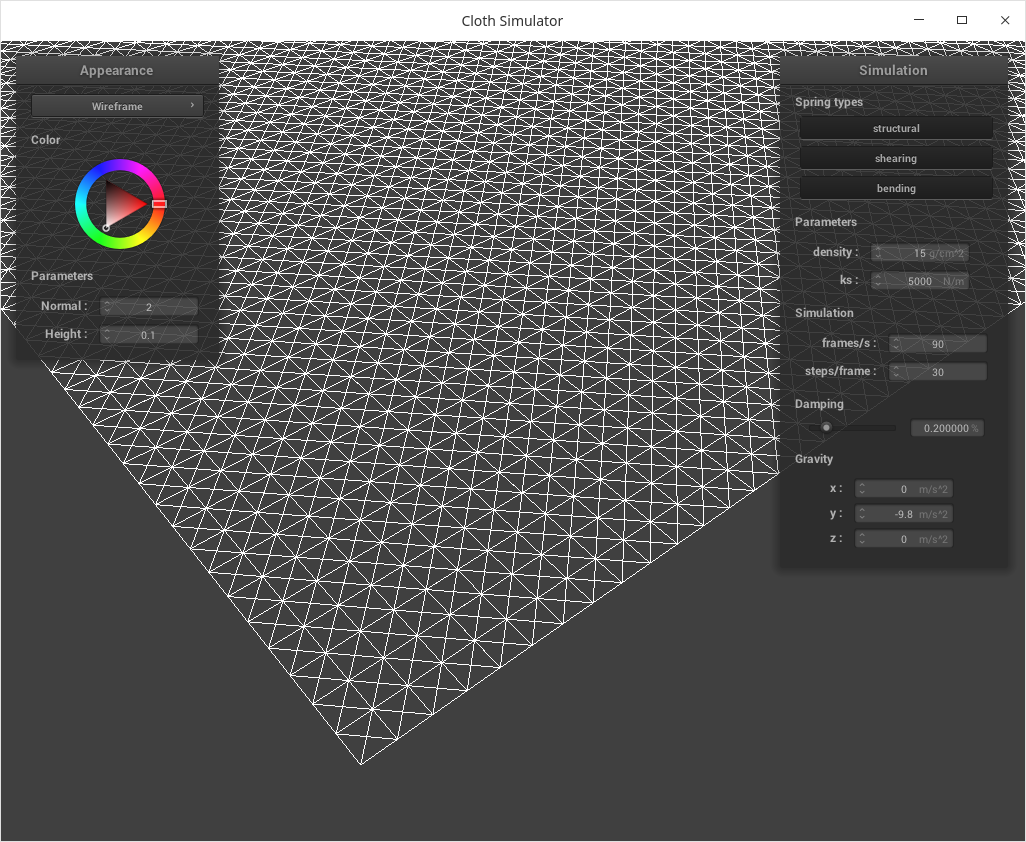 Cloth Simulator
Appearance
Wireframe
Color
Parameters
Normal : 2
Height : 0.1
Simulation
Spring types
structural
shearing
bending
Parameters
density : 15 g/cm^2
ks : 5000 N/m
Simulation
frames/s : 90
steps/frame : 30
Damping
0.200000 %
Gravity
x : 0 m/s^2
y : -9.8 m/s^2
z : 0 m/s^2